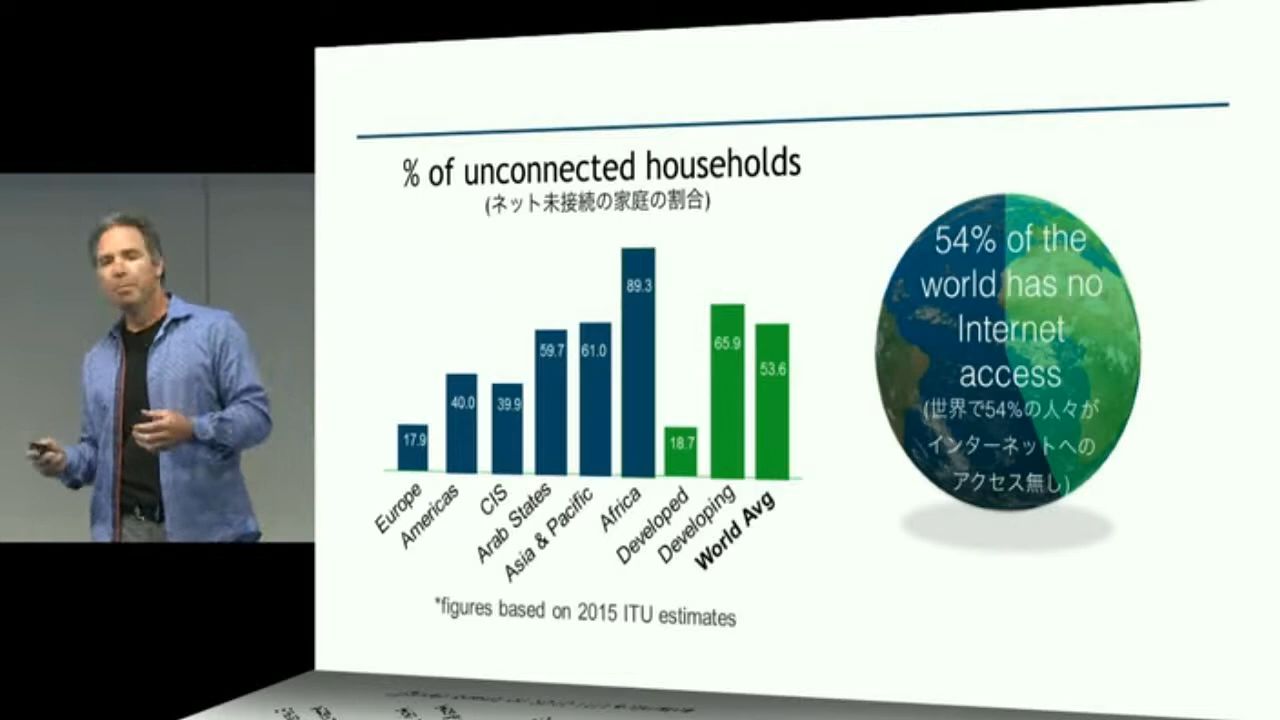 % of unconnected households
(ネット未接続の家庭の割合)
17.9
40.0
39.9
59.7
61.0
89.3
18.7
65.9
53.6
Europe
Americas
CIS
Arab States
Asia & Pacific
Africa
Developed
Developing
World Avg
*figures based on 2015 ITU estimates
54% of the
world has no
Internet
access
(世界で54%の人々が
インターネットへの
アクセス無し)